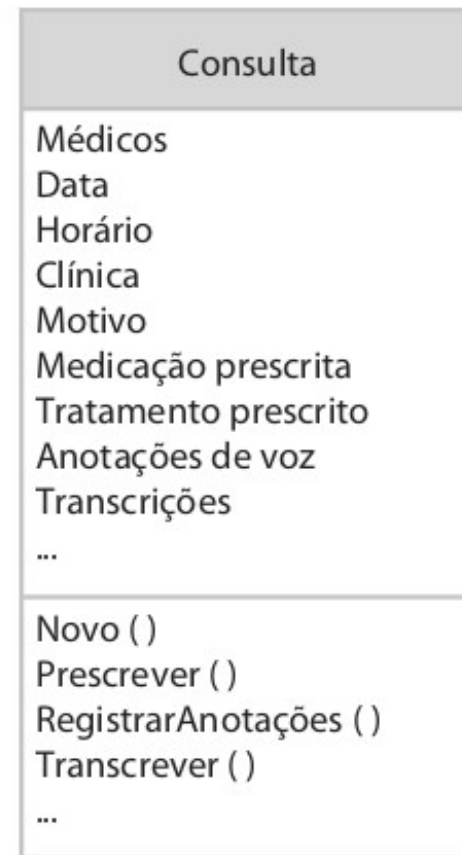 Consulta
Médicos
Data
Horário
Clínica
Motivo
Medicação prescrita
Tratamento prescrito
Anotações de voz
Transcrições
...
Novo ( )
Prescrever ( )
RegistrarAnotações ( )
Transcrever ( )
...